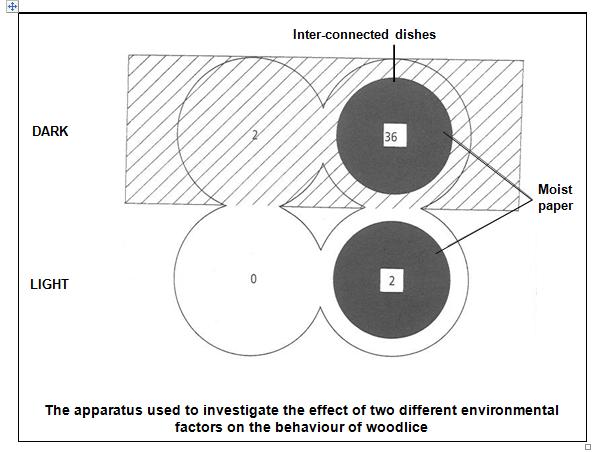 Inter-connected dishes
DARK
2
36
Moist
paper
LIGHT
0
2
The apparatus used to investigate the effect of two different environmental
factors on the behaviour of woodlice